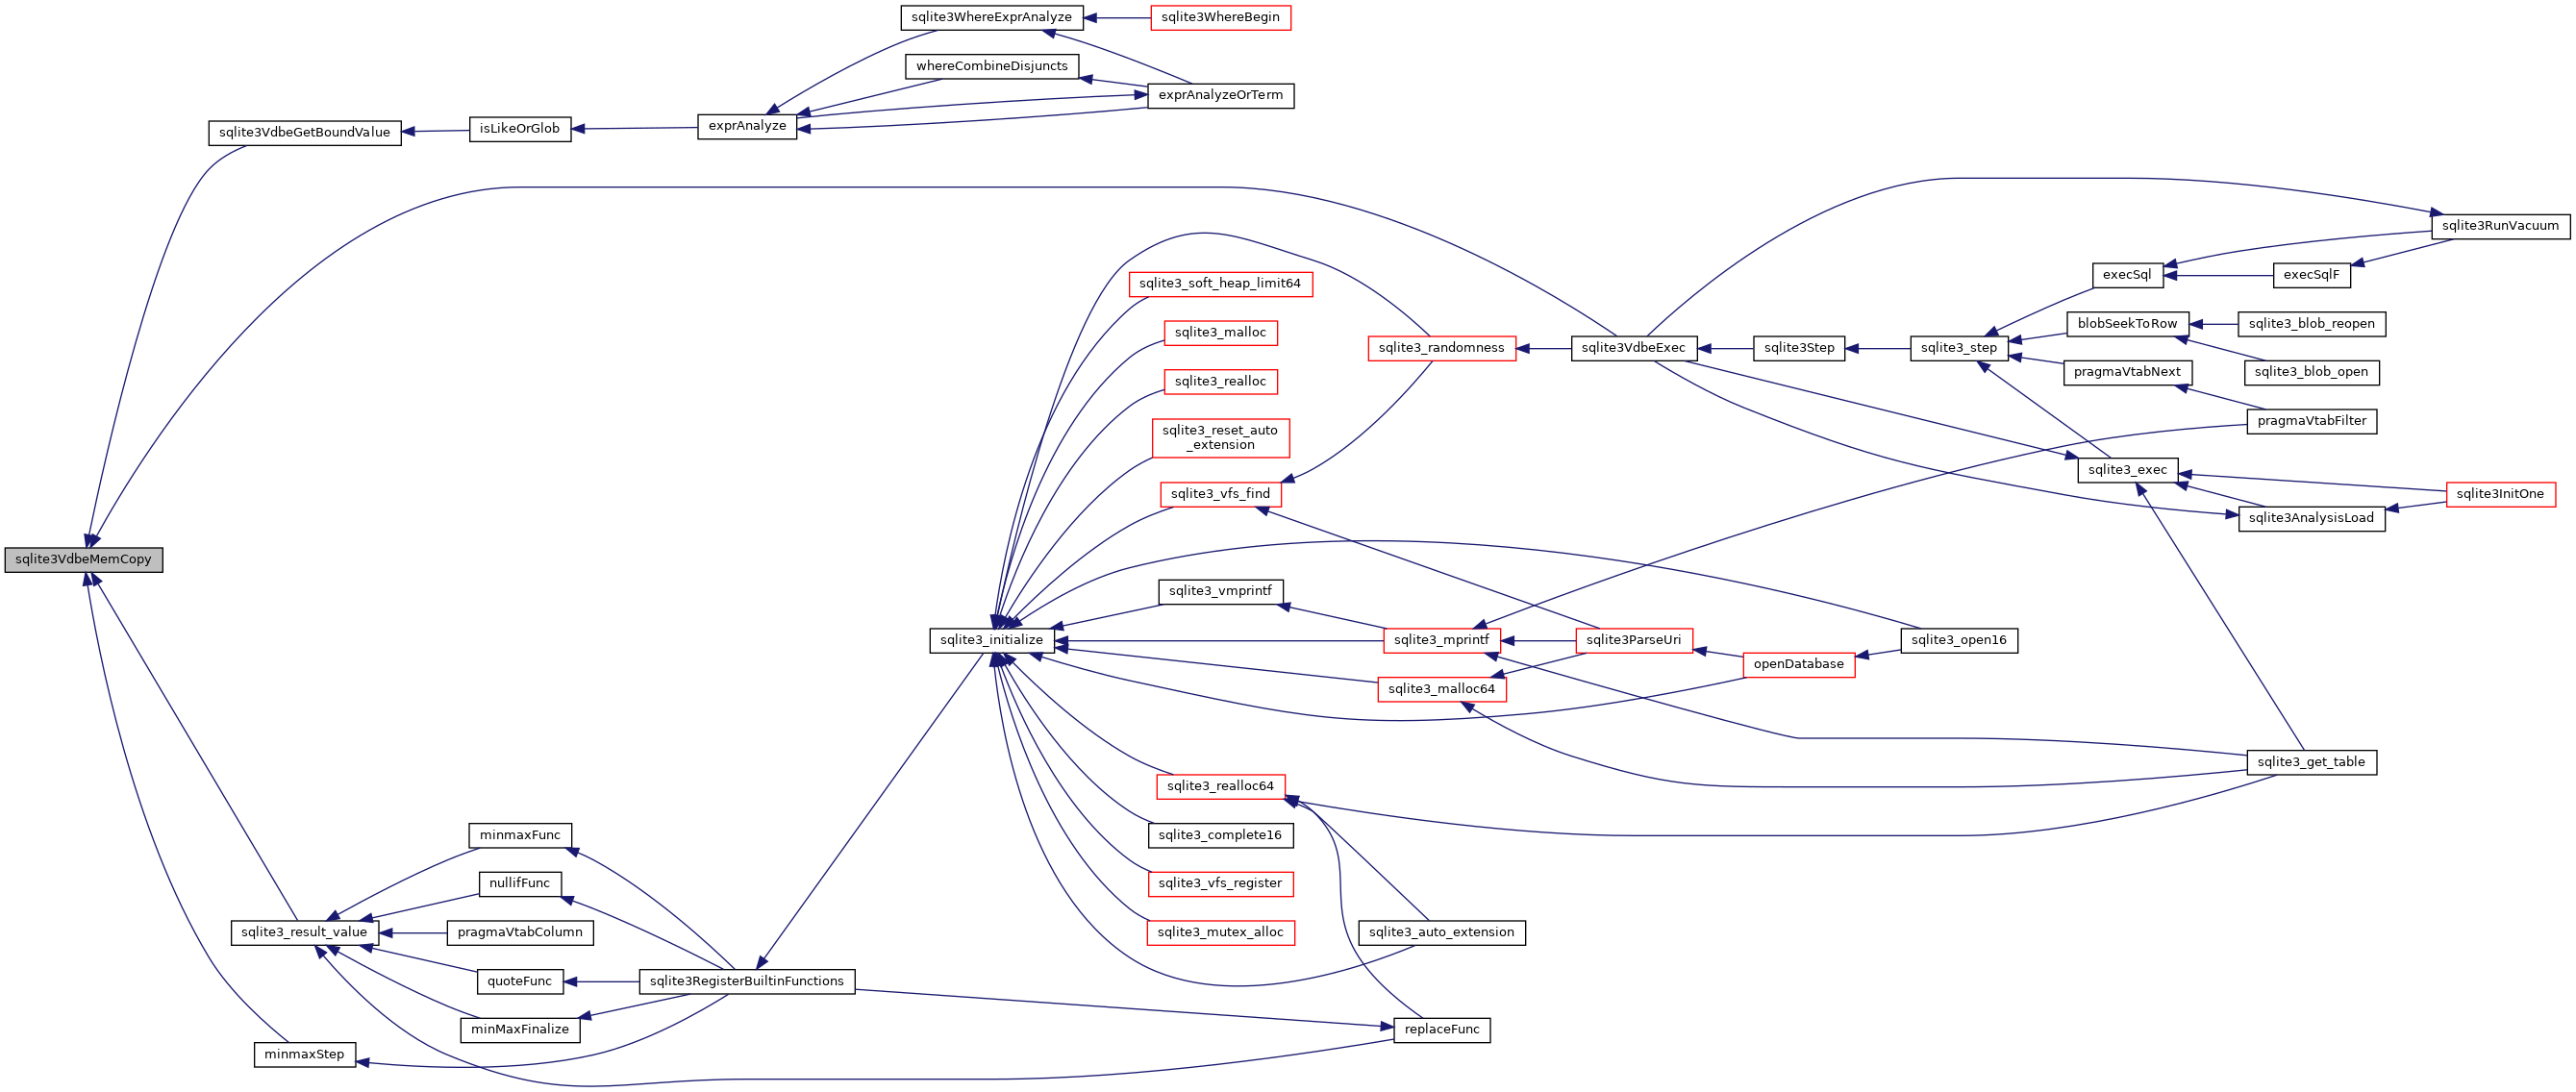 sqlite3WhereExprAnalyze
sqlite3WhereBegin
whereCombineDisjuncts
exprAnalyzeOrTerm
sqlite3VdbeGetBoundValue
isLikeOrGlob
exprAnalyze
sqlite3RunVacuum
execSql
execSqlF
sqlite3_soft_heap_limit64
sqlite3_malloc
blobSeekToRow
sqlite3_blob_reopen
sqlite3_randomness
sqlite3VdbeExec
sqlite3Step
sqlite3_step
sqlite3_realloc
pragmaVtabNext
sqlite3_blob_open
sqlite3_reset_auto
_extension
pragmaVtabFilter
sqlite3_exec
sqlite3_vfs_find
sqlite3InitOne
sqlite3AnalysisLoad
sqlite3VdbeMemCopy
sqlite3_vmprintf
sqlite3_initialize
sqlite3_mprintf
sqlite3ParseUri
sqlite3_open16
openDatabase
sqlite3_malloc64
sqlite3_get_table
sqlite3_realloc64
minmaxFunc
sqlite3_complete16
nullifFunc
sqlite3_vfs_register
sqlite3_result_value
pragmaVtabColumn
sqlite3_mutex_alloc
sqlite3_auto_extension
quoteFunc
sqlite3RegisterBuiltinFunctions
minMaxFinalize
replaceFunc
minmaxStep